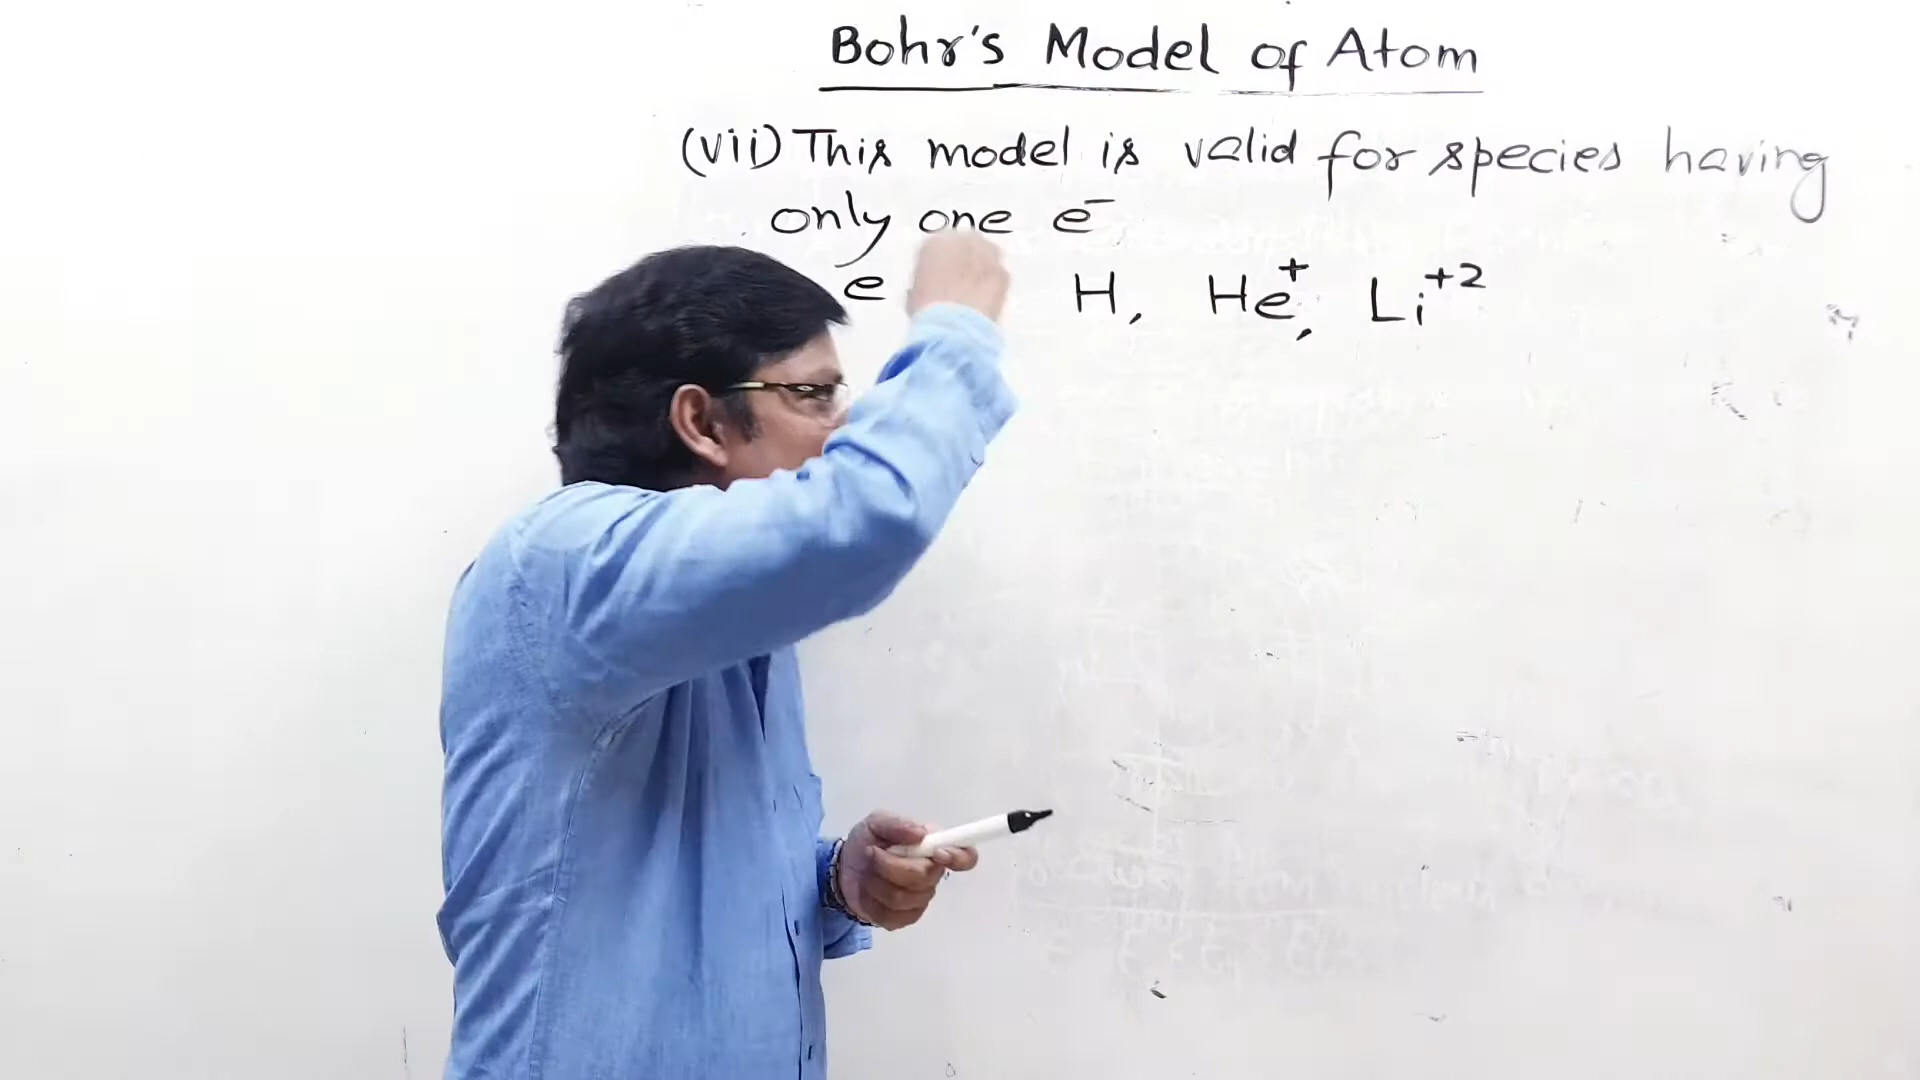 Bohr's Model of Atom
(vii) This model is valid for species having
only one e⁻
e H, He⁺, Li⁺²